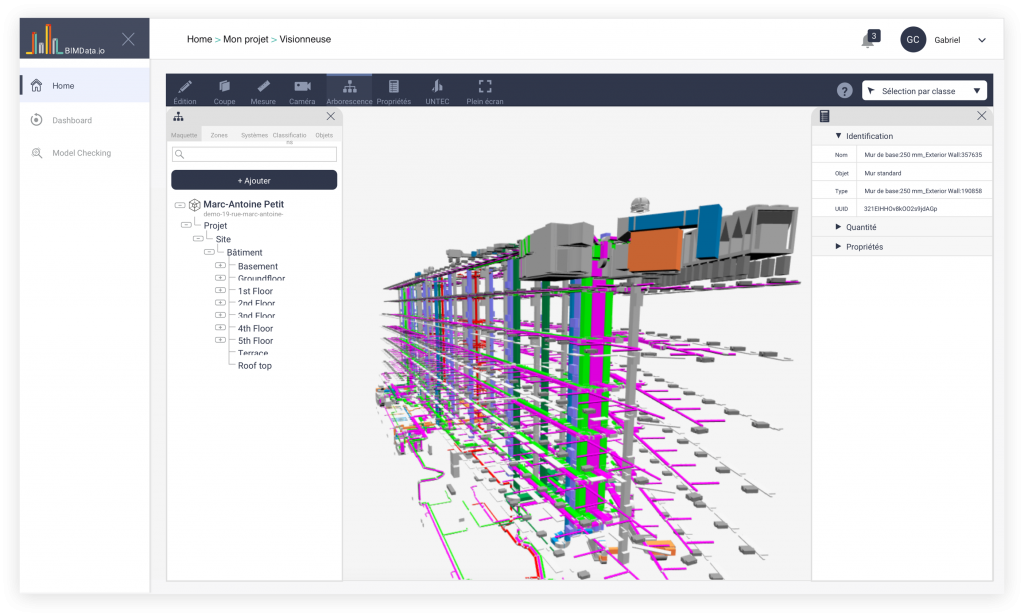 BIMData.io
Home > Mon projet > Visionneuse
3
GC
Gabriel
Home
Dashboard
Model Checking
Édition
Coupe
Mesure
Caméra
Arborescence
Propriétés
UNTEC
Plein écran
?
Sélection par classe
Maquette
Zones
Systèmes
Classificatio
ns
Objets
+ Ajouter
Marc-Antoine Petit
demo-19-rue-marc-antoine-
Projet
Site
Bâtiment
Basement
Groundfloor
1st Floor
2nd Floor
3nd Floor
4th Floor
5th Floor
Terrace
Roof top
Identification
Nom
Mur de base:250 mm_Exterior Wall:357635
Objet
Mur standard
Type
Mur de base:250 mm_Exterior Wall:190858
UUID
Quantité
Propriétés